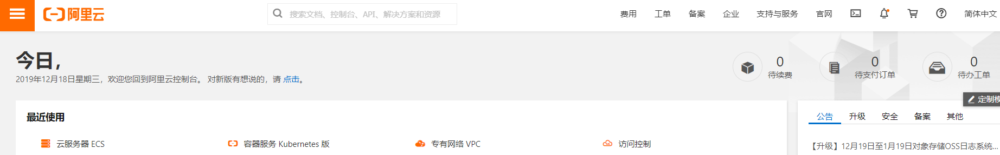 阿里云
搜索文档、控制台、API、解决方案和资源
费用 工单 备案 企业 支持与服务 官网 简体中文
今日，
2019年12月18日星期三，欢迎您回到阿里云控制台。 对新版有想说的，请 点击。
0 待续费
0 待支付订单
0 待办工单
定制模
最近使用
云服务器 ECS 容器服务 Kubernetes 版 专有网络 VPC 访问控制
公告 升级 安全 备案 其他
【升级】12月19日至1月19日对象存储OSS日志系统...